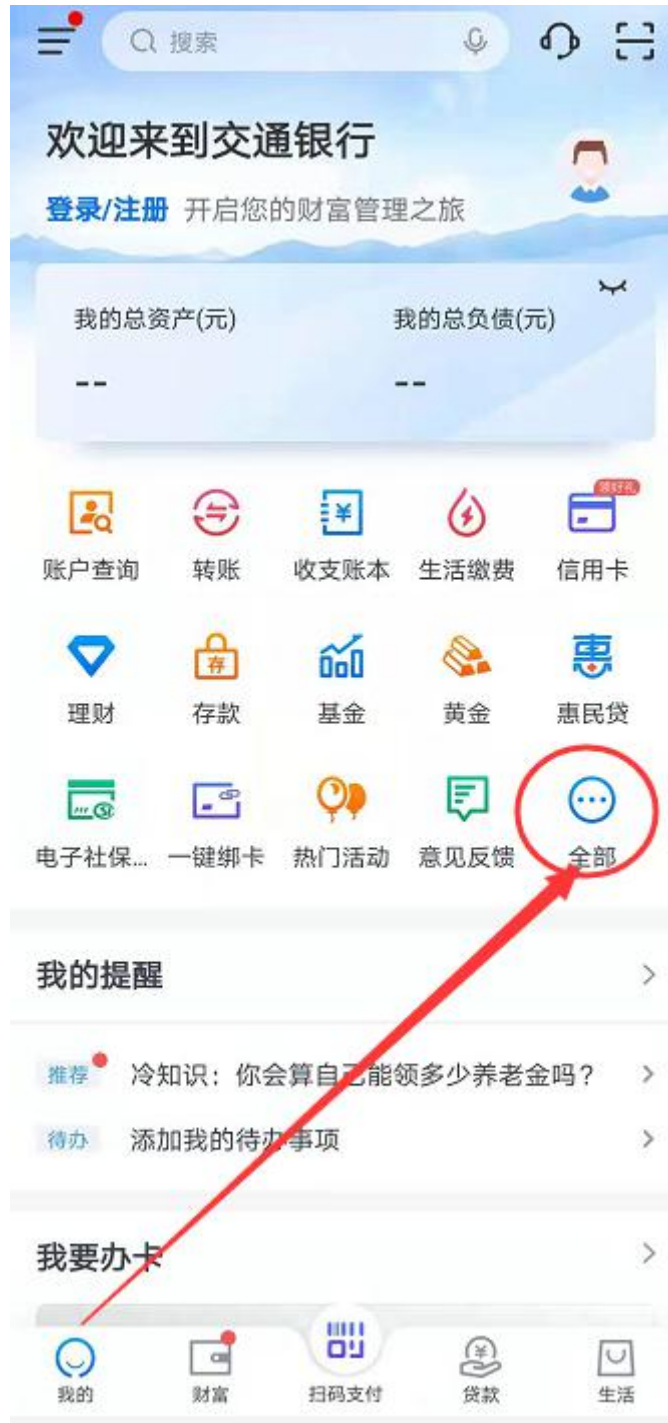 搜索
欢迎来到交通银行
登录/注册 开启您的财富管理之旅
我的总资产(元) 我的总负债(元)
-- --
领好礼
账户查询 转账 收支账本 生活缴费 信用卡
存 惠
理财 存款 基金 黄金 惠民贷
电子社保... 一键绑卡 热门活动 意见反馈 全部
我的提醒
推荐 冷知识：你会算自己能领多少养老金吗？
待办 添加我的待办事项
我要办卡
我的 财富 扫码支付 贷款 生活